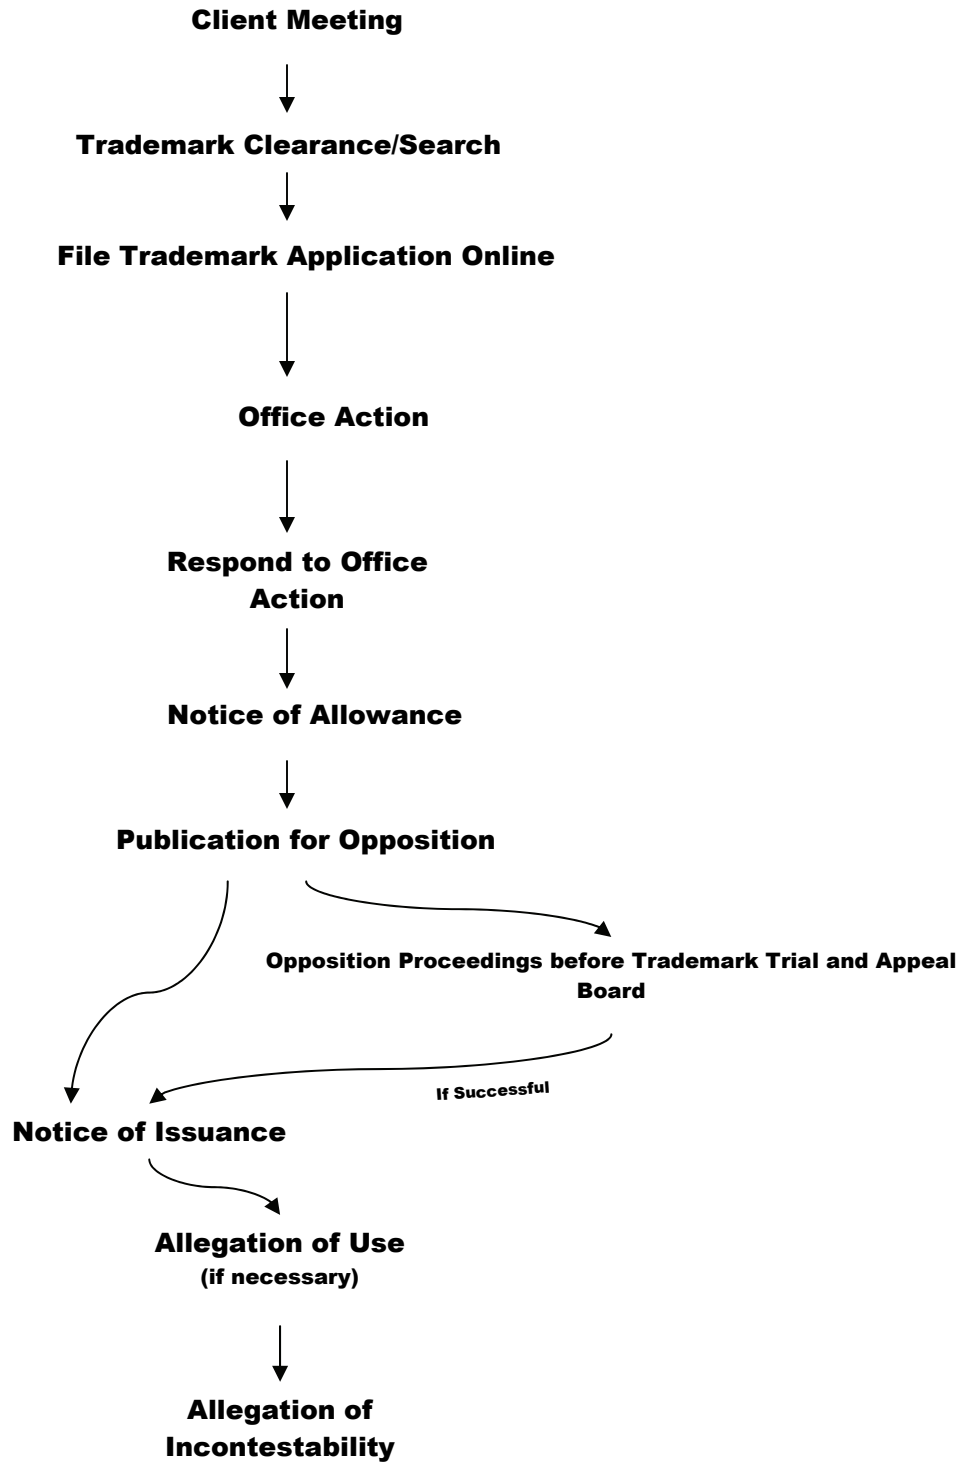 Client Meeting
Trademark Clearance/Search
File Trademark Application Online
Office Action
Respond to Office
Action
Notice of Allowance
Publication for Opposition
Opposition Proceedings before Trademark Trial and Appeal
Board
If Successful
Notice of Issuance
Allegation of Use
(if necessary)
Allegation of
Incontestability